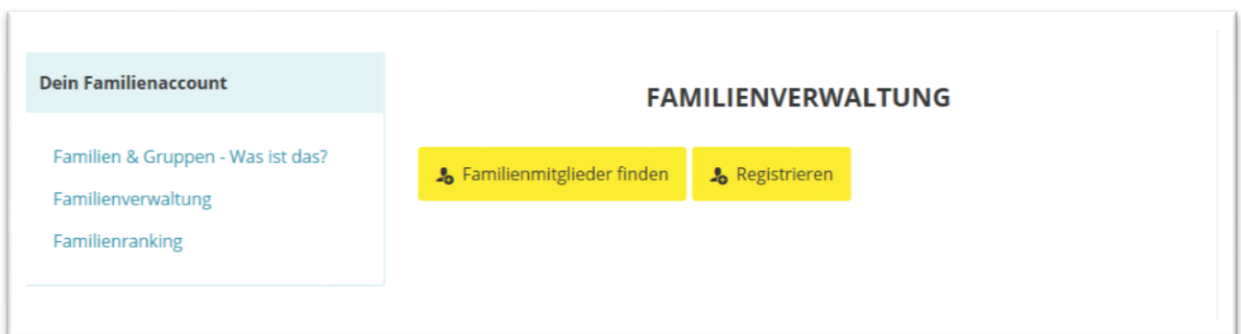 Dein Familienaccount
Familien & Gruppen - Was ist das?
Familienverwaltung
Familienranking
FAMILIENVERWALTUNG
Familienmitglieder finden
Registrieren